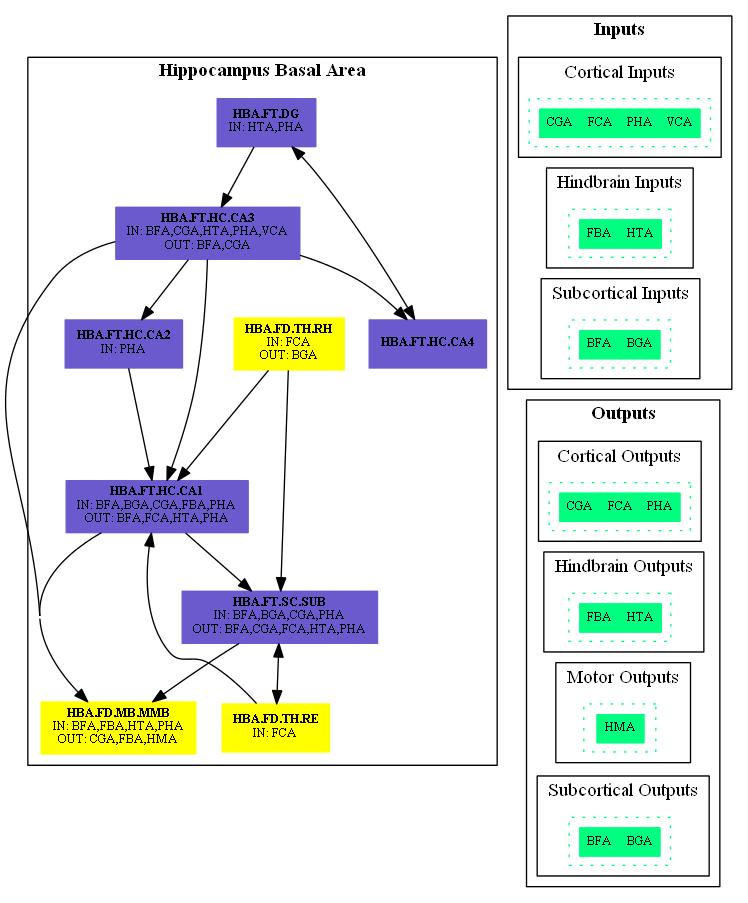 Hippocampus Basal Area
HBA.FT.DG
IN: HTA,PHA
HBA.FT.HC.CA3
IN: BFA,CGA,HTA,PHA,VCA
OUT: BFA,CGA
HBA.FT.HC.CA2
IN: PHA
HBA.FD.TH.RH
IN: FCA
OUT: BGA
HBA.FT.HC.CA4
HBA.FT.HC.CA1
IN: BFA,BGA,CGA,FBA,PHA
OUT: BFA,FCA,HTA,PHA
HBA.FT.SC.SUB
IN: BFA,BGA,CGA,PHA
OUT: BFA,CGA,FCA,HTA,PHA
HBA.FD.MB.MMB
IN: BFA,FBA,HTA,PHA
OUT: CGA,FBA,HMA
HBA.FD.TH.RE
IN: FCA
Inputs
Cortical Inputs
CGA FCA PHA VCA
Hindbrain Inputs
FBA HTA
Subcortical Inputs
BFA BGA
Outputs
Cortical Outputs
CGA FCA PHA
Hindbrain Outputs
FBA HTA
Motor Outputs
HMA
Subcortical Outputs
BFA BGA